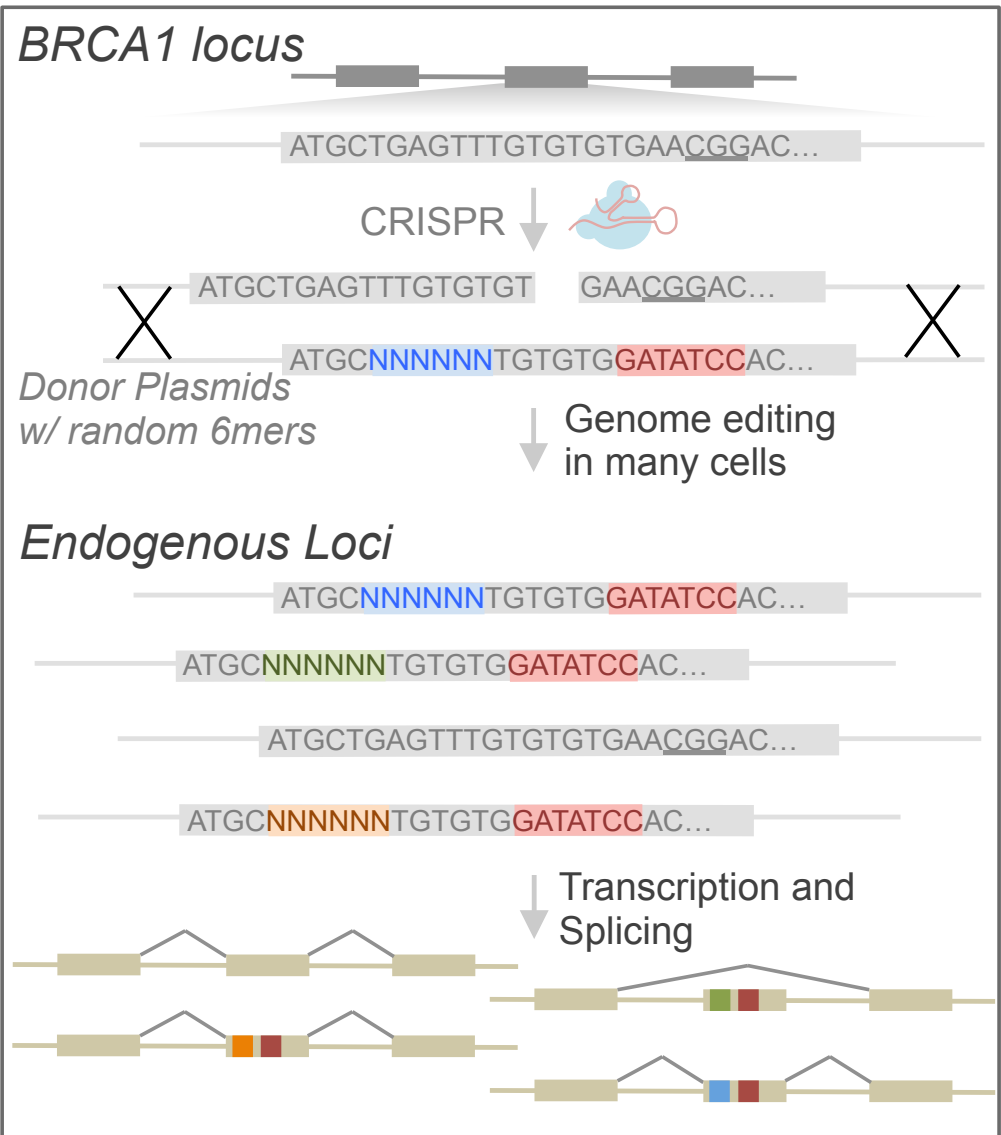 BRCA1 locus
ATGCTGAGTTTGTGTGTGAACGGAC...
CRISPR
ATGCTGAGTTTGTGTGT GAACGGAC...
ATGCNNNNNNTGTGTGGATATCCAC...
Donor Plasmids
w/ random 6mers
Genome editing
in many cells
Endogenous Loci
ATGCNNNNNNTGTGTGGATATCCAC...
ATGCNNNNNNTGTGTGGATATCCAC...
ATGCTGAGTTTGTGTGTGAACGGAC...
ATGCNNNNNNTGTGTGGATATCCAC...
Transcription and
Splicing